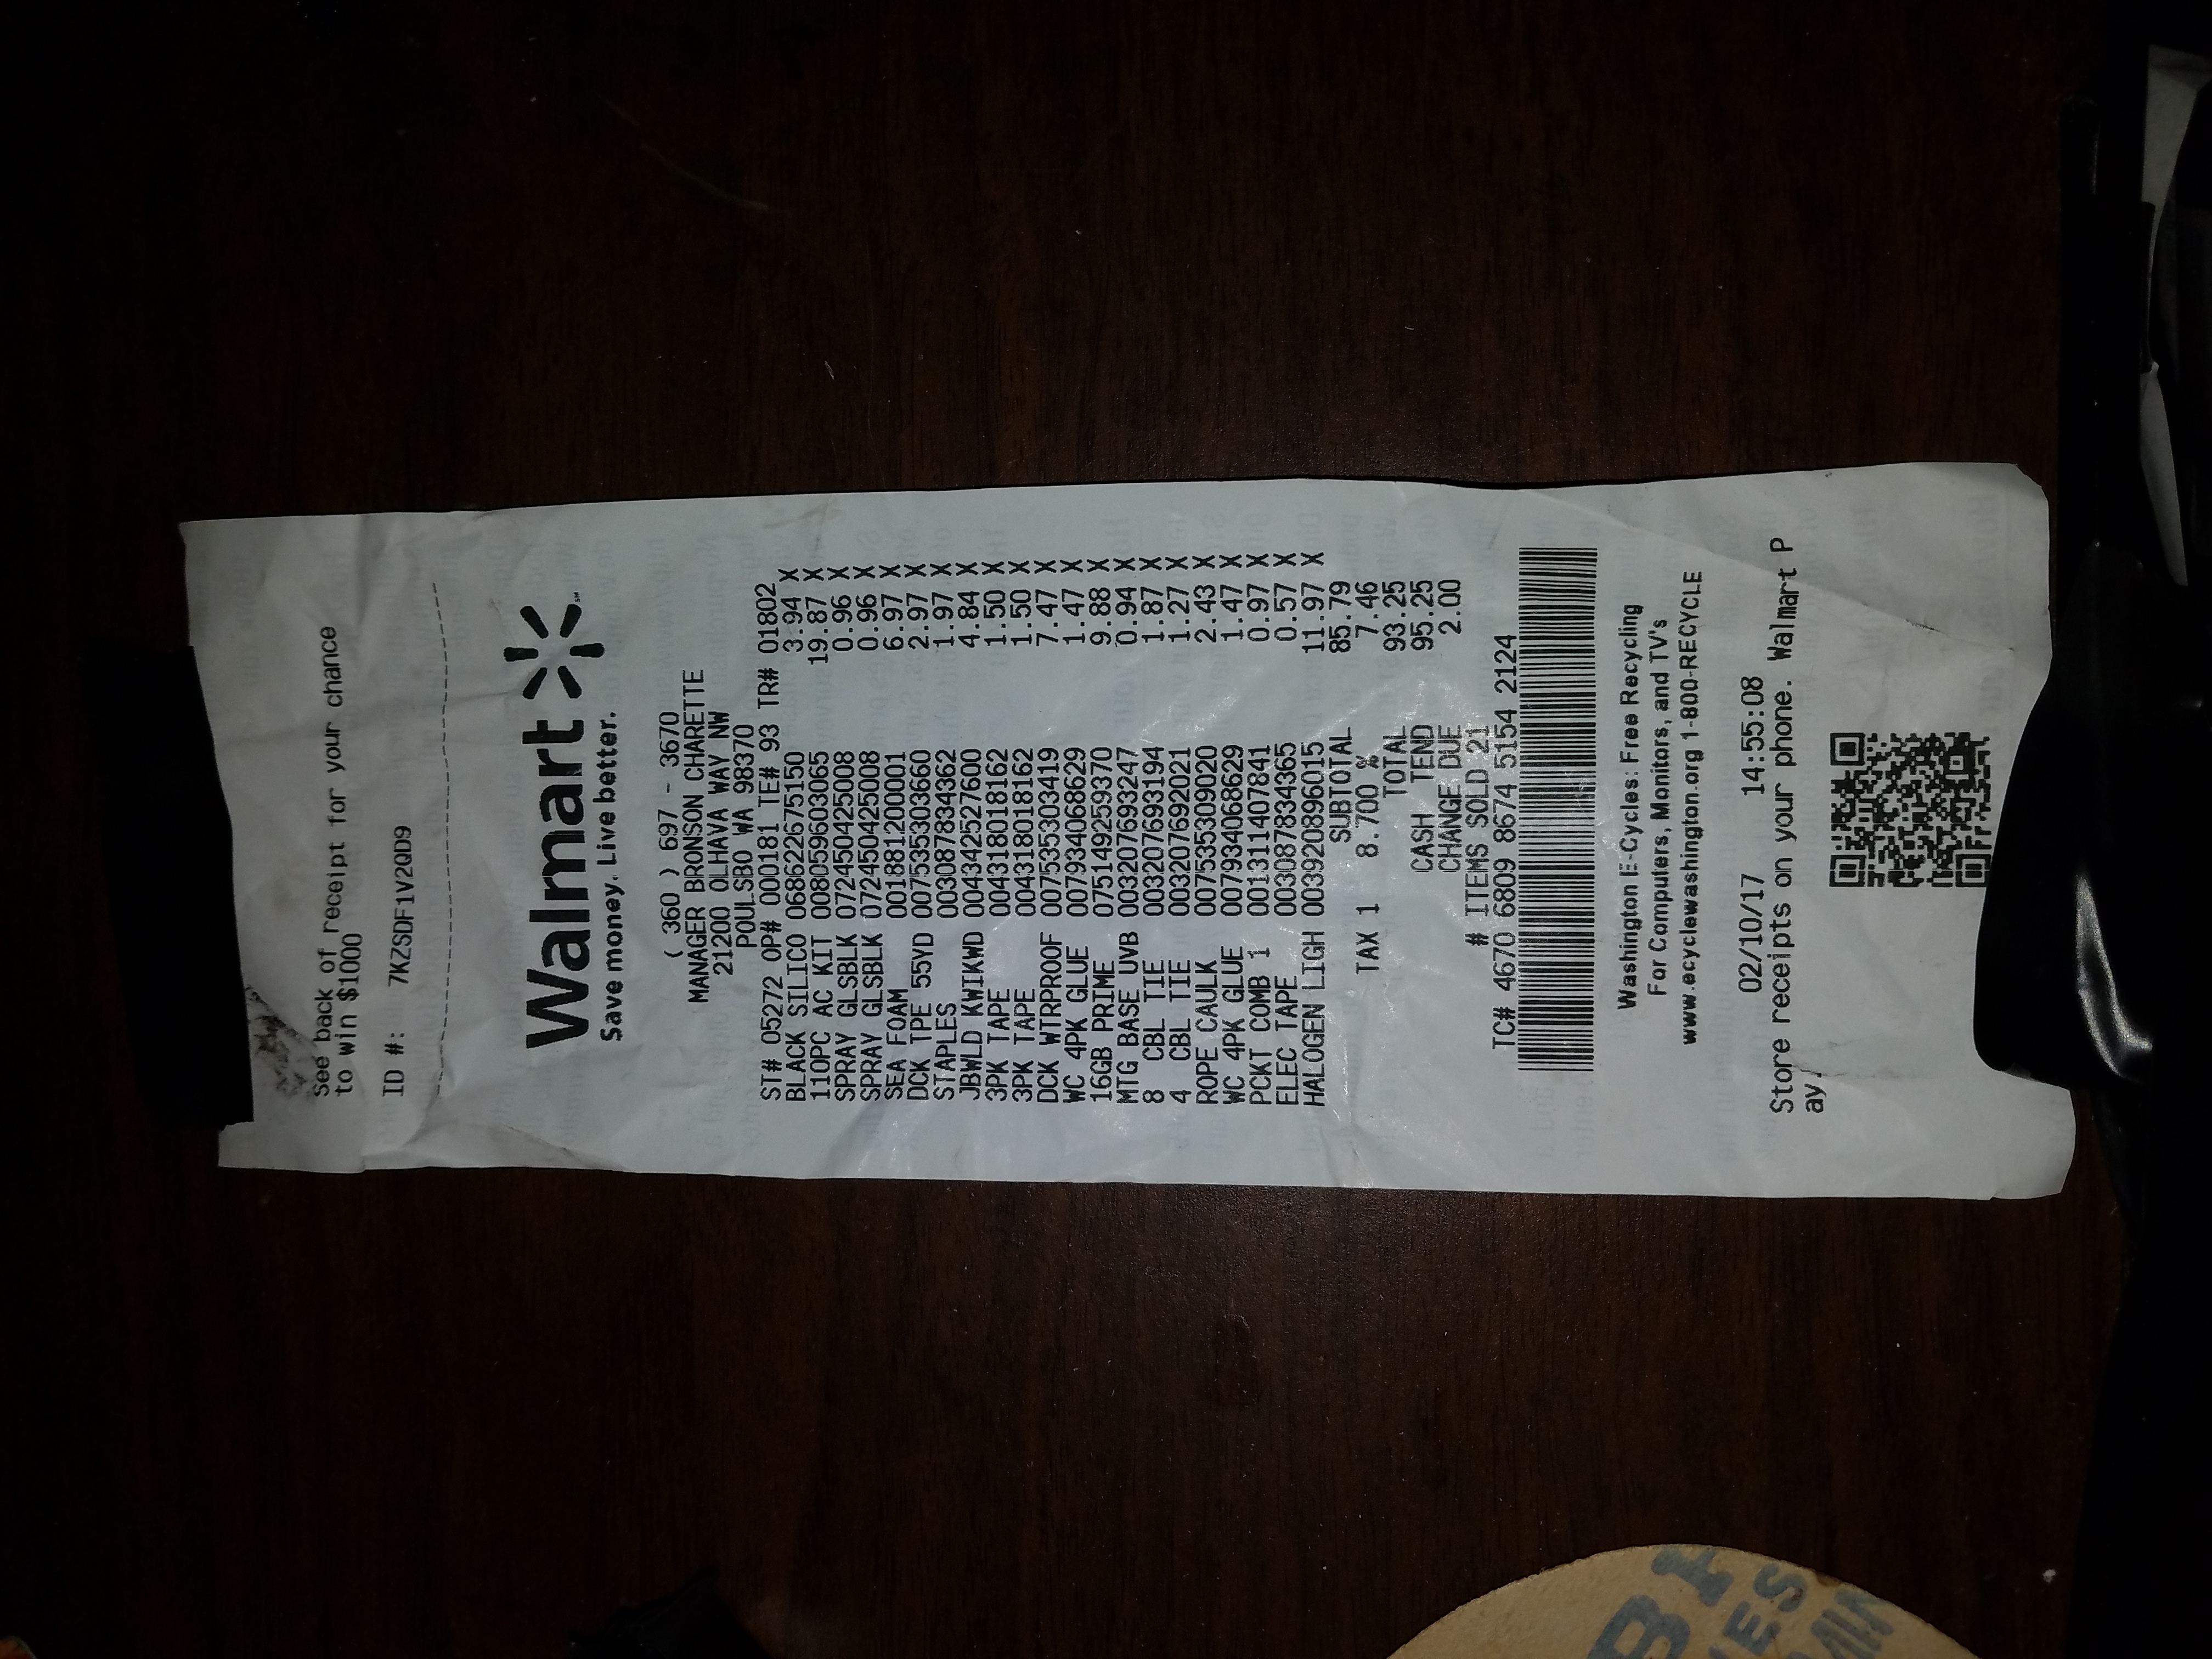 See back of receipt for your chance
to win $1000
ID #: 7KZSDF1V2QD9
Walmart
Save money. Live better.
( 360 ) 697 - 3670
MANAGER BRONSON CHARETTE
21200 OLHAVA WAY NW
POULSBO WA 98370
ST# 05272 OP# 000181 TE# 93 TR# 01802
BLACK SILICO 068622675150 3.94 X
110PC AC KIT 008059603065 19.87 X
SPRAY GLSBLK 072450425008 0.96 X
SPRAY GLSBLK 072450425008 0.96 X
SEA FOAM 001881200001 6.97 X
DCK TPE 55YD 007535303660 2.97 X
STAPLES 003087834362 1.97 X
JBWLD KWIKWD 004342527600 4.84 X
3PK TAPE 004318018162 1.50 X
3PK TAPE 004318018162 1.50 X
DCK WTRPROOF 007535303419 7.47 X
WC 4PK GLUE 007934068629 1.47 X
16GB PRIME 075149259370 9.88 X
MTG BASE UVB 003207693247 0.94 X
8 CBL TIE 003207693194 1.87 X
4 CBL TIE 003207692021 1.27 X
ROPE CAULK 007535309020 2.43 X
WC 4PK GLUE 007934068629 1.47 X
PCKT COMB 1 001311407841 0.97 X
ELEC TAPE 003087834365 0.57 X
HALOGEN LIGH 003920896015 11.97 X
SUBTOTAL 85.79
TAX 1 8.700 % 7.46
TOTAL 93.25
CASH TEND 95.25
CHANGE DUE 2.00
# ITEMS SOLD 21
TC# 4670 6809 8674 5154 2124
Washington E-Cycles: Free Recycling
For Computers, Monitors, and TV's
www.ecyclewashington.org 1-800-RECYCLE
02/10/17 14:55:08
Store receipts on your phone. Walmart P
ay.